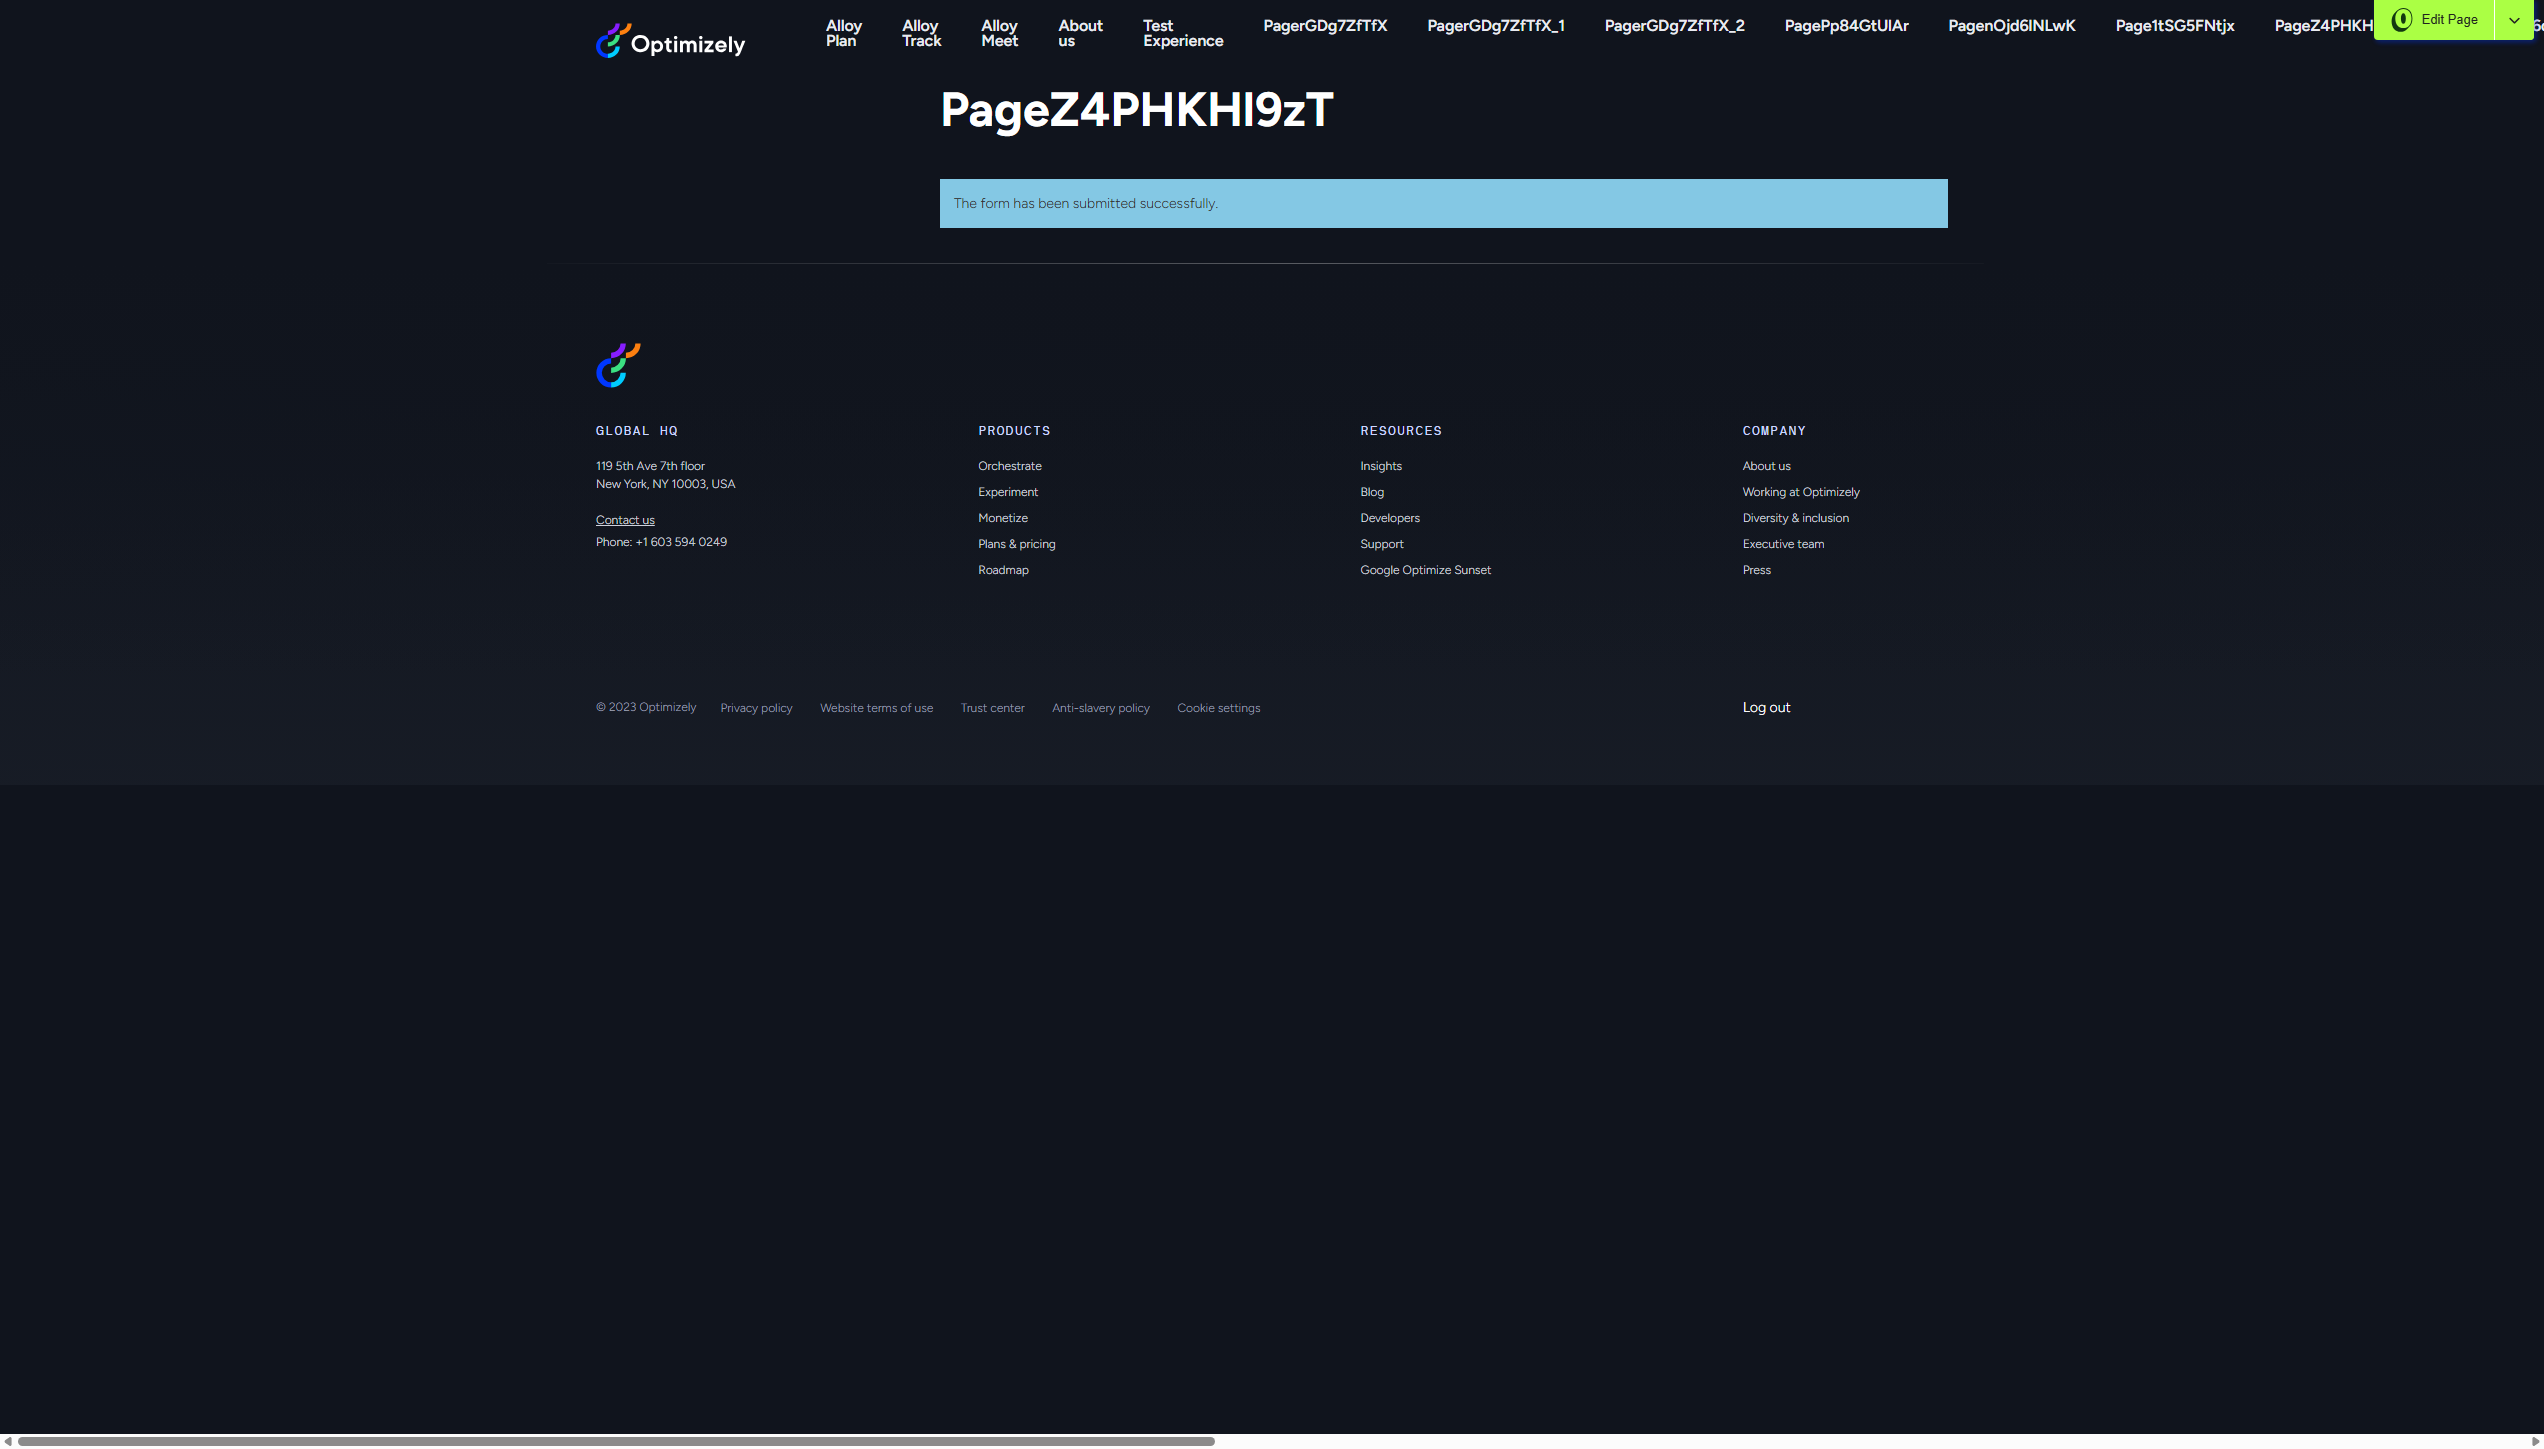 Optimizely
Alloy Plan
Alloy Track
Alloy Meet
About us
Test Experience
PagerGDg7ZfTfX
PagerGDg7ZfTfX_1
PagerGDg7ZfTfX_2
PagePp84GtUlAr
PagenOjd6lNLwK
Page1tSG5FNtjx
PageZ4PHKH
Edit Page
PageZ4PHKHI9zT
The form has been submitted successfully.
GLOBAL HQ
119 5th Ave 7th floor
New York, NY 10003, USA
Contact us
Phone: +1 603 594 0249
PRODUCTS
Orchestrate
Experiment
Monetize
Plans & pricing
Roadmap
RESOURCES
Insights
Blog
Developers
Support
Google Optimize Sunset
COMPANY
About us
Working at Optimizely
Diversity & inclusion
Executive team
Press
© 2023 Optimizely
Privacy policy
Website terms of use
Trust center
Anti-slavery policy
Cookie settings
Log out